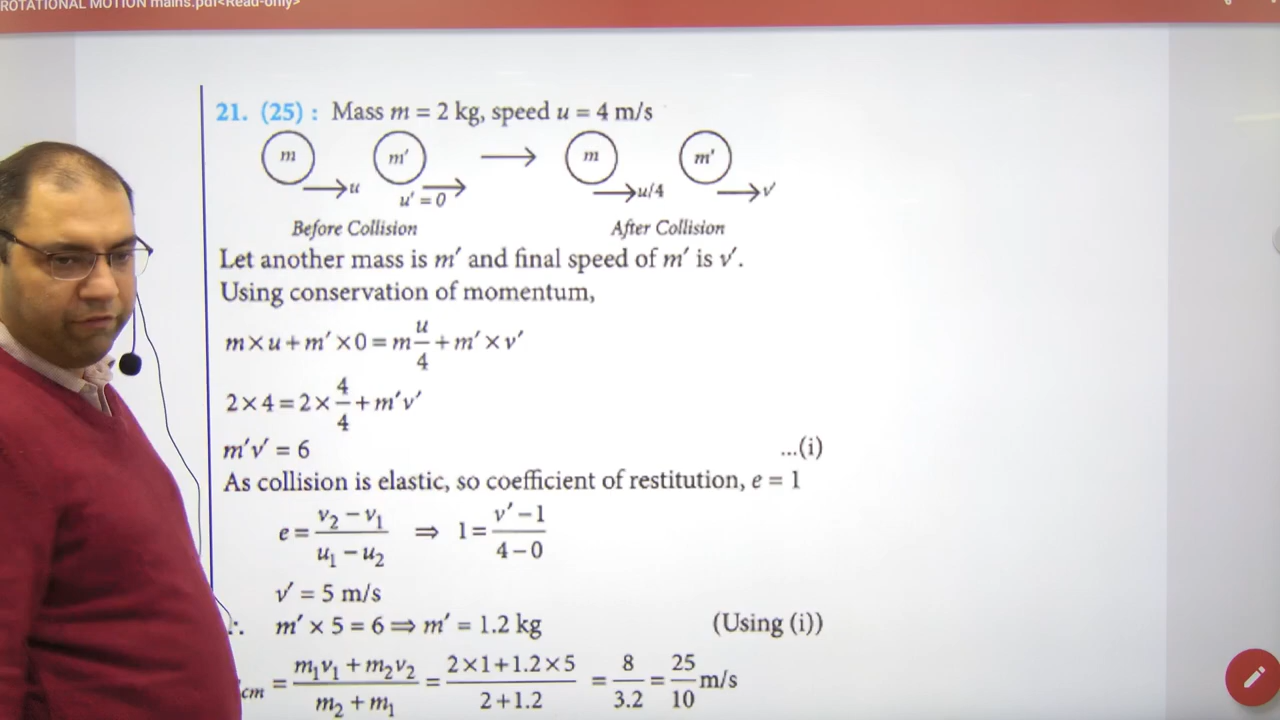 ROTATIONAL MOTION mains.pdf<Read-only>
21. (25) : Mass m = 2 kg, speed u = 4 m/s
m m′ ⟶ m m′
u u′ = 0 u/4 v′
Before Collision After Collision
Let another mass is m′ and final speed of m′ is v′.
Using conservation of momentum,
m × u + m′ × 0 = m u/4 + m′ × v′
2 × 4 = 2 × 4/4 + m′v′
m′v′ = 6 ...(i)
As collision is elastic, so coefficient of restitution, e = 1
e = (v₂ − v₁)/(u₁ − u₂) ⇒ 1 = (v′ − 1)/(4 − 0)
v′ = 5 m/s
∴ m′ × 5 = 6 ⇒ m′ = 1.2 kg (Using (i))
cm = (m₁v₁ + m₂v₂)/(m₂ + m₁) = (2 × 1 + 1.2 × 5)/(2 + 1.2) = 8/3.2 = 25/10 m/s